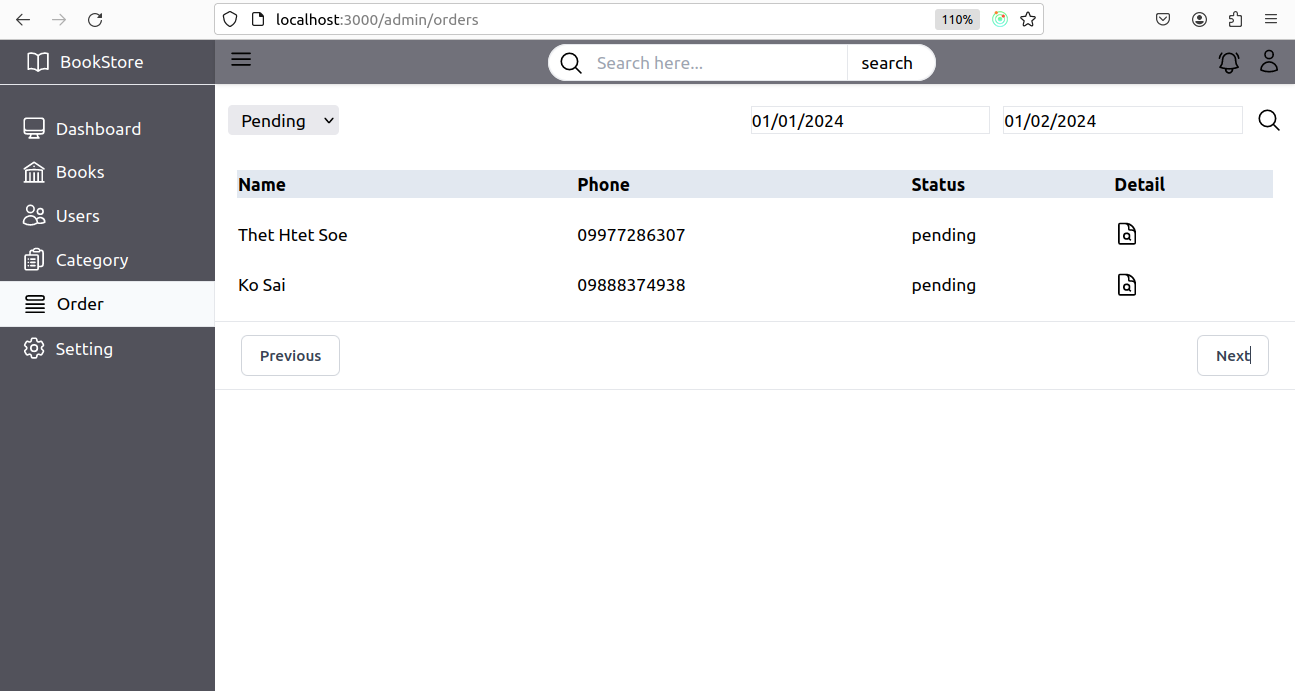 localhost:3000/admin/orders 110%
BookStore
Search here... search
Dashboard
Books
Users
Category
Order
Setting
Pending 01/01/2024 01/02/2024
Name Phone Status Detail
Thet Htet Soe 09977286307 pending
Ko Sai 09888374938 pending
Previous Next